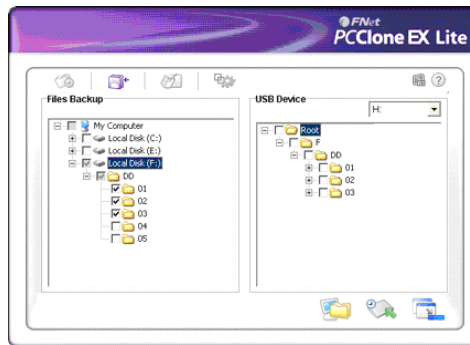 FNet
PCClone EX Lite
Files Backup
USB Device
H:
My Computer
Local Disk (C:)
Local Disk (E:)
Local Disk (F:)
DD
01
02
03
04
05
Root
F
DD
01
02
03